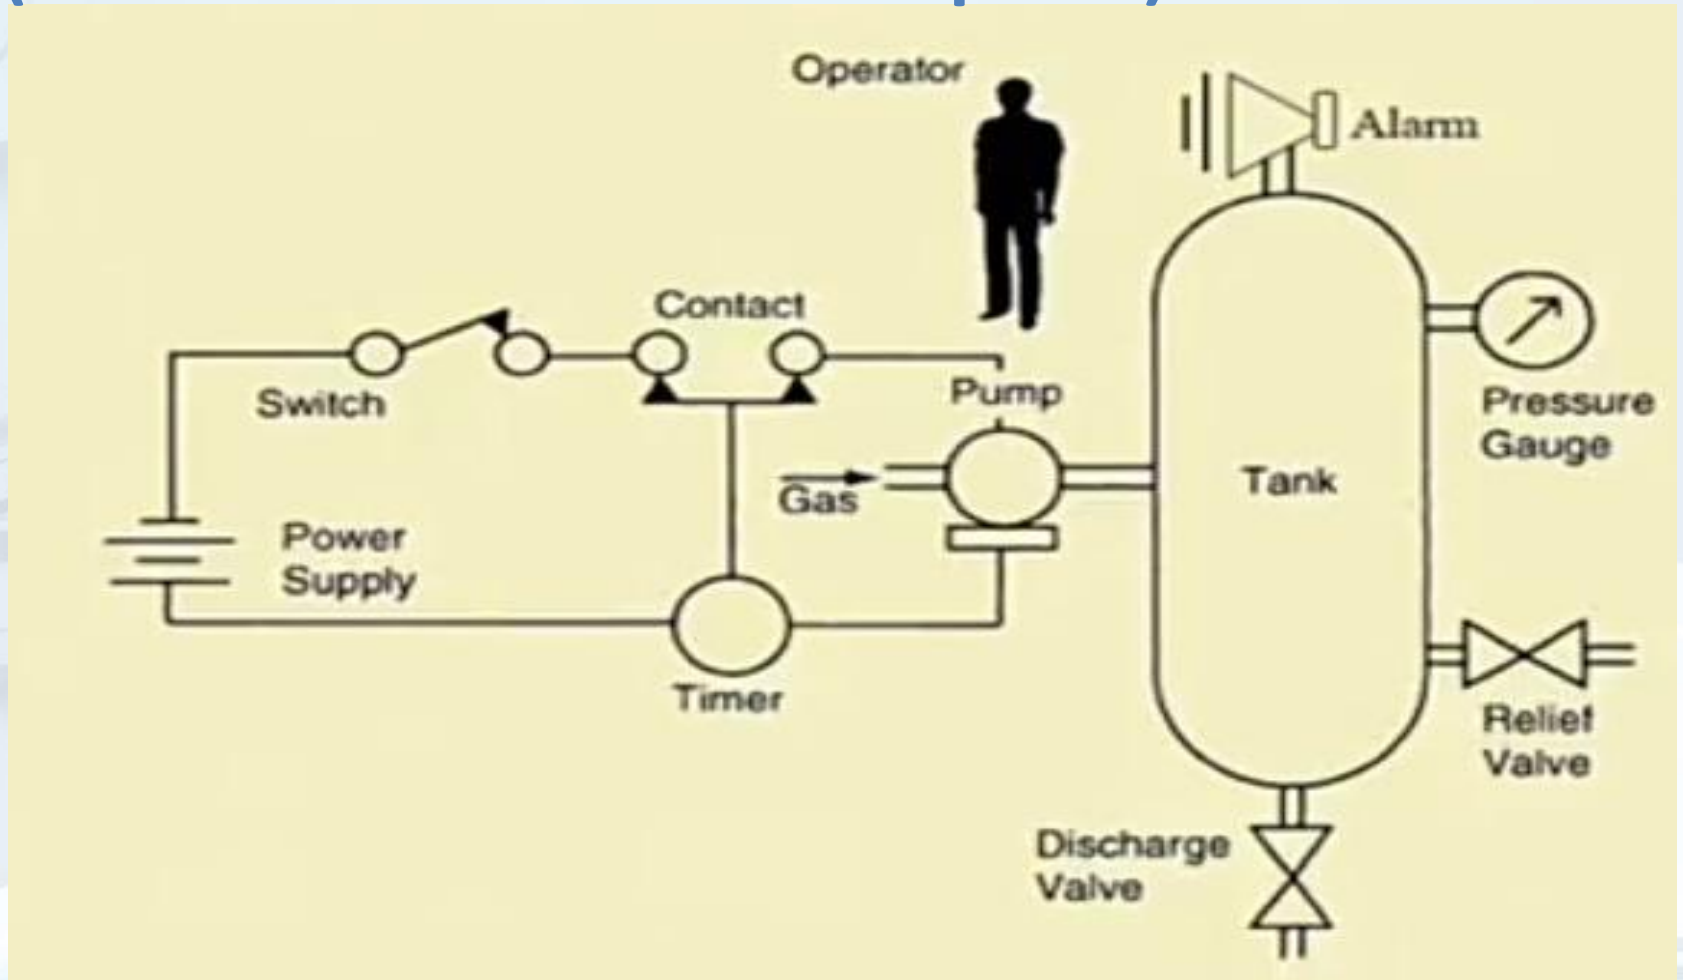 Operator
Alarm
Contact
Switch
Pump
Pressure
Gauge
Gas
Tank
Power
Supply
Timer
Relief
Valve
Discharge
Valve